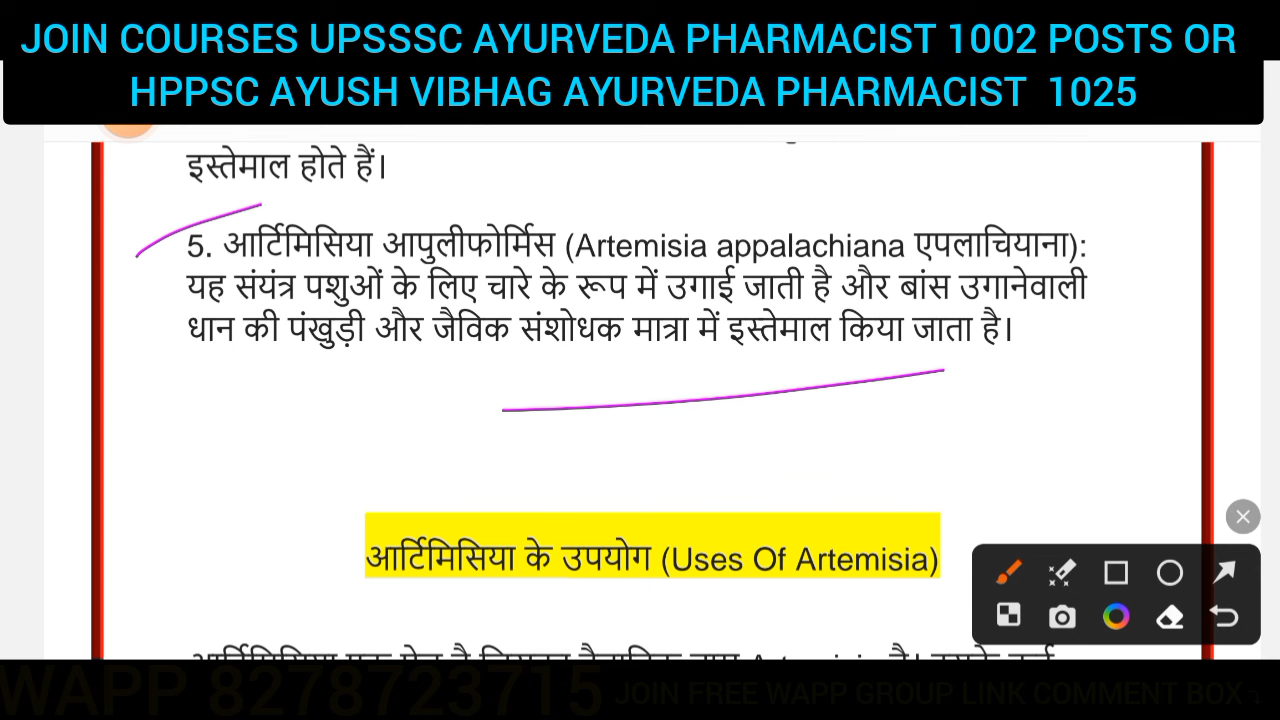 JOIN COURSES UPSSSC AYURVEDA PHARMACIST 1002 POSTS OR
HPPSC AYUSH VIBHAG AYURVEDA PHARMACIST 1025
इस्तेमाल होते हैं।
5. आर्टिमिसिया आपुलीफोर्मिस (Artemisia appalachiana एपलाचियाना):
यह संयंत्र पशुओं के लिए चारे के रूप में उगाई जाती है और बांस उगानेवाली
धान की पंखुड़ी और जैविक संशोधक मात्रा में इस्तेमाल किया जाता है।
आर्टिमिसिया के उपयोग (Uses Of Artemisia)
WAPP 8278723715 JOIN FREE WAPP GROUP LINK COMMENT BOX